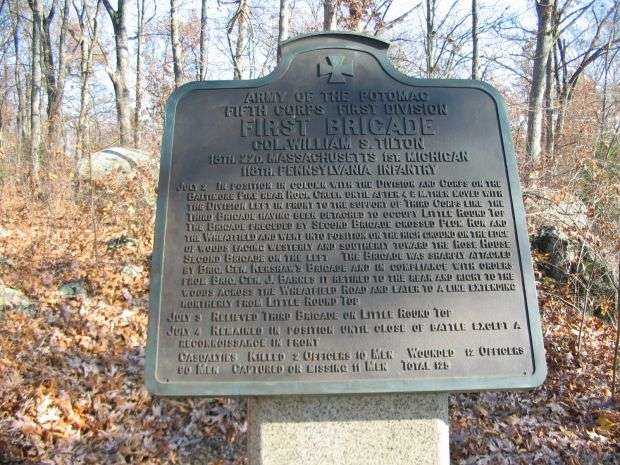 ARMY OF THE POTOMAC
FIFTH CORPS FIRST DIVISION
FIRST BRIGADE
COL. WILLIAM S. TILTON
18TH. 22D. MASSACHUSETTS 1ST. MICHIGAN
118TH. PENNSYLVANIA INFANTRY
JULY 2 IN POSITION IN COLUMN WITH THE DIVISION AND CORPS ON THE
BALTIMORE PIKE NEAR ROCK CREEK UNTIL AFTER 4 P.M. THEN MOVED WITH
THE DIVISION LEFT IN FRONT TO THE SUPPORT OF THIRD CORPS LINE THE
THIRD BRIGADE HAVING BEEN DETACHED TO OCCUPY LITTLE ROUND TOP
THE BRIGADE PRECEDED BY SECOND BRIGADE CROSSED PLUM RUN AND
THE WHEATFIELD AND WENT INTO POSITION ON THE HIGH GROUND ON THE EDGE
OF WOODS FACING WESTERLY AND SOUTHERLY TOWARD THE ROSE HOUSE
SECOND BRIGADE ON THE LEFT THE BRIGADE WAS SHARPLY ATTACKED
BY BRIG. GEN. KERSHAW'S BRIGADE AND IN COMPLIANCE WITH ORDERS
FROM BRIG. GEN. J. BARNES IT RETIRED TO THE REAR AND RIGHT TO THE
WOODS ACROSS THE WHEATFIELD ROAD AND LATER TO A LINE EXTENDING
NORTHERLY FROM LITTLE ROUND TOP
JULY 3 RELIEVED THIRD BRIGADE ON LITTLE ROUND TOP
JULY 4 REMAINED IN POSITION UNTIL CLOSE OF BATTLE EXCEPT A
RECONNOISSANCE IN FRONT
CASUALTIES KILLED 2 OFFICERS 10 MEN WOUNDED 12 OFFICERS
90 MEN CAPTURED OR MISSING 11 MEN TOTAL 125